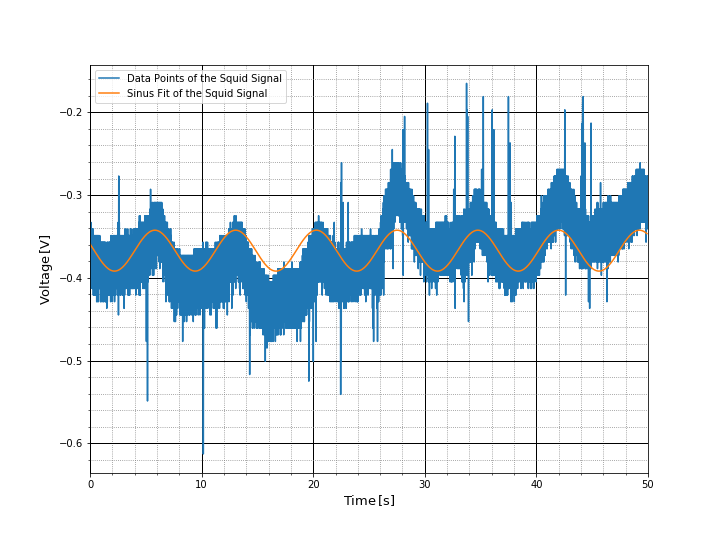 Data Points of the Squid Signal
Sinus Fit of the Squid Signal
−0.2
−0.3
−0.4
−0.5
−0.6
Voltage [V]
0 10 20 30 40 50
Time [s]